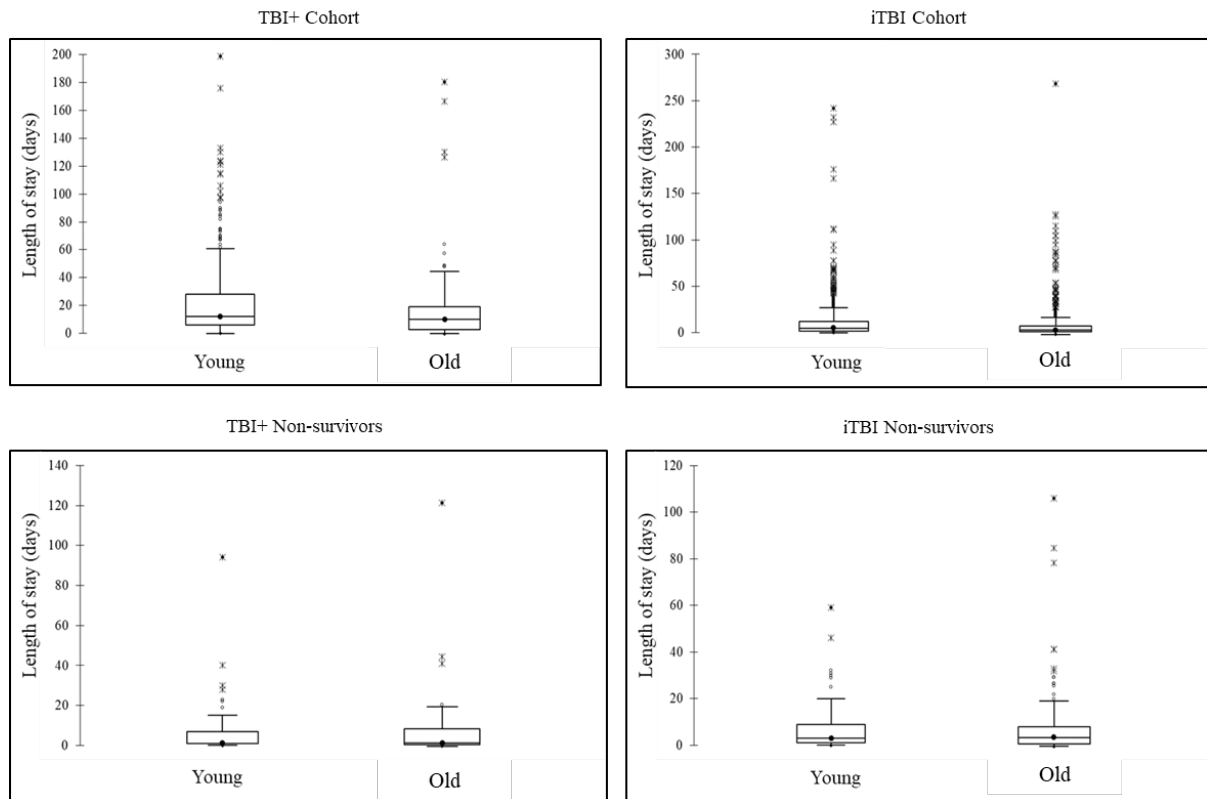 TBI+ Cohort
Length of stay (days)
200
180
160
140
120
100
80
60
40
20
0
Young
Old
iTBI Cohort
Length of stay (days)
300
250
200
150
100
50
0
Young
Old
TBI+ Non-survivors
Length of stay (days)
140
120
100
80
60
40
20
0
Young
Old
iTBI Non-survivors
Length of stay (days)
120
100
80
60
40
20
0
Young
Old